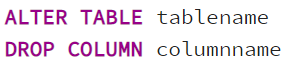 ALTER TABLE tablename
DROP COLUMN columnname